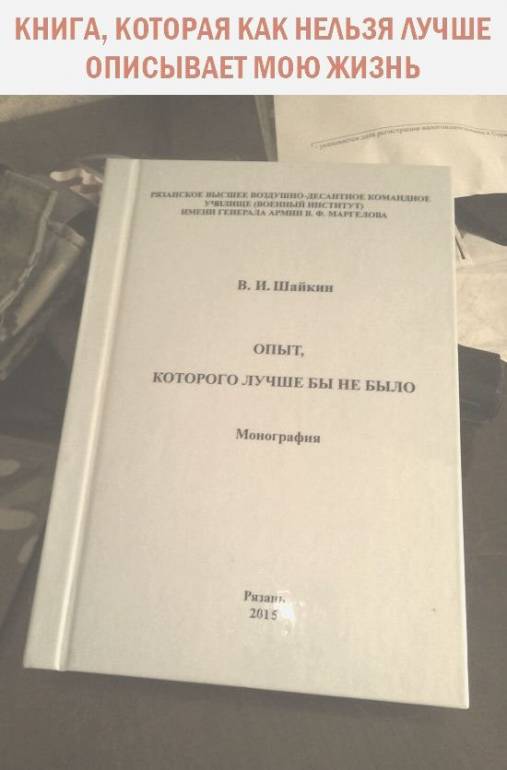 КНИГА, КОТОРАЯ КАК НЕЛЬЗЯ ЛУЧШЕ
ОПИСЫВАЕТ МОЮ ЖИЗНЬ
РЯЗАНСКОЕ ВЫСШЕЕ ВОЗДУШНО-ДЕСАНТНОЕ КОМАНДНОЕ
УЧИЛИЩЕ (ВОЕННЫЙ ИНСТИТУТ)
ИМЕНИ ГЕНЕРАЛА АРМИИ В. Ф. МАРГЕЛОВА
В. И. Шайкин
ОПЫТ,
КОТОРОГО ЛУЧШЕ БЫ НЕ БЫЛО
Монография
Рязань
2015